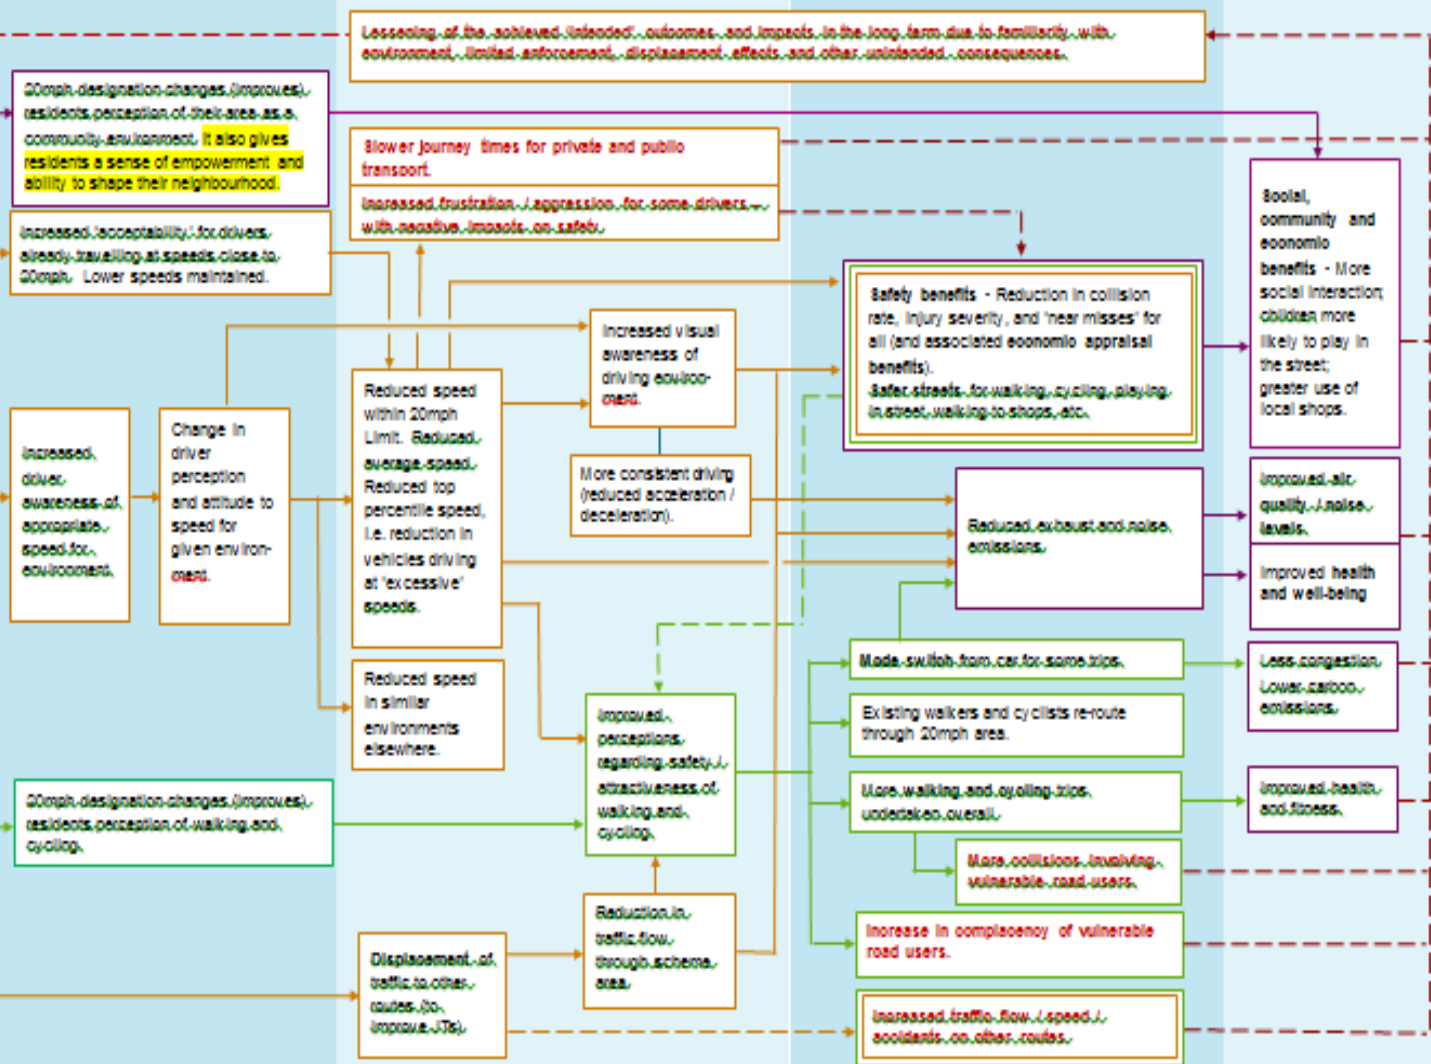 Lessening of the achieved 'intended' outcomes and impacts in the long term due to familiarity with
environment, limited enforcement, displacement effects and other unintended consequences.
20mph designation changes (improves)
residents perception of their area as a
community environment. It also gives
residents a sense of empowerment and
ability to shape their neighbourhood.
Slower journey times for private and public
transport.
Increased frustration / aggression for some drivers –
with negative impacts on safety.
Increased 'acceptability' for drivers
already travelling at speeds close to
20mph. Lower speeds maintained.
Social,
community and
economic
benefits - More
social interaction;
children more
likely to play in
the street;
greater use of
local shops.
Safety benefits - Reduction in collision
rate, injury severity, and 'near misses' for
all (and associated economic appraisal
benefits).
Safer streets for walking, cycling, playing
in street, walking to shops, etc.
Increased visual
awareness of
driving environ-
ment.
Reduced speed
within 20mph
Limit. Reduced
average speed.
Reduced top
percentile speed,
i.e. reduction in
vehicles driving
at 'excessive'
speeds.
Increased
driver
awareness of
appropriate
speed for
environment.
Change in
driver
perception
and attitude to
speed for
given environ-
ment.
More consistent driving
(reduced acceleration /
deceleration).
Reduced exhaust and noise
emissions.
Improved air
quality / noise
levels.
Improved health
and well-being
Reduced speed
in similar
environments
elsewhere.
Mode switch from car for some trips.
Less congestion
Lower carbon
emissions.
Improved
perceptions
regarding safety /
attractiveness of
walking and
cycling.
Existing walkers and cyclists re-route
through 20mph area.
20mph designation changes (improves)
residents perception of walking and
cycling.
More walking and cycling trips
undertaken overall.
Improved health
and fitness.
More collisions involving
vulnerable road users.
Reduction in
traffic flow
through scheme
area.
Increase in complacency of vulnerable
road users.
Displacement of
traffic to other
routes (to
improve JTs).
Increased traffic flow / speed /
accidents on other routes.